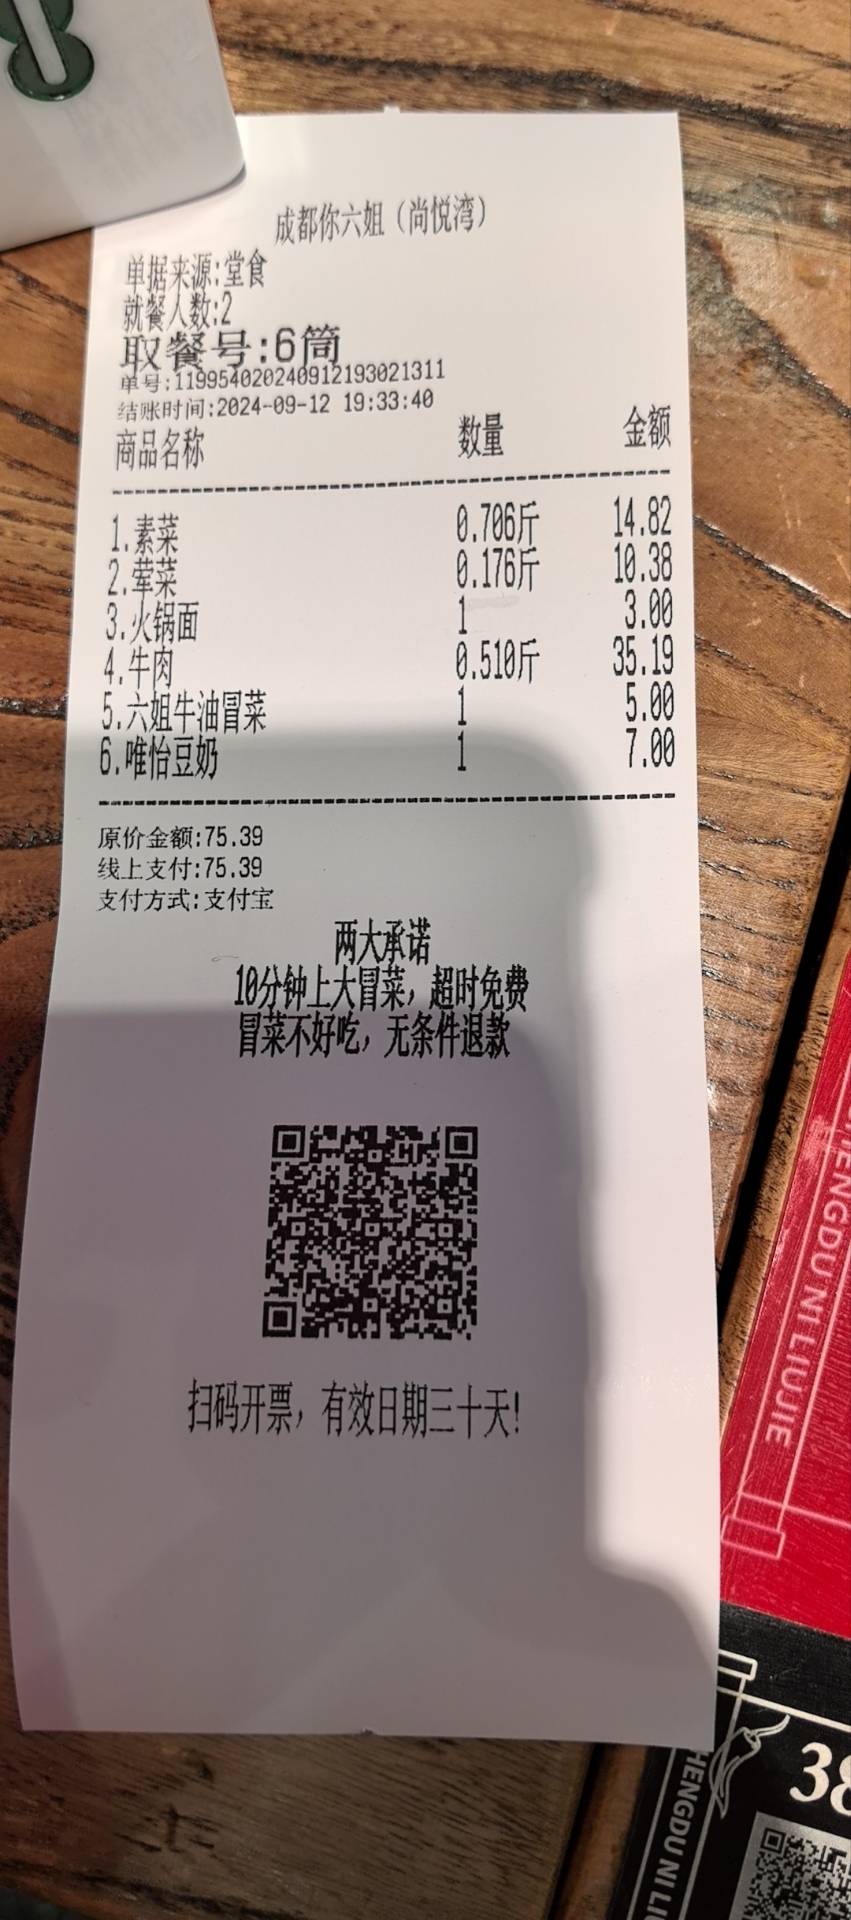 成都你六姐（尚悦湾）
单据来源:堂食
就餐人数:2
取餐号:6筒
单号:119954020240912193021311
结账时间:2024-09-12 19:33:40
商品名称 数量 金额
1.素菜 0.706斤 14.82
2.荤菜 0.176斤 10.38
3.火锅面 1 3.00
4.牛肉 0.510斤 35.19
5.六姐牛油冒菜 1 5.00
6.唯怡豆奶 1 7.00
原价金额:75.39
线上支付:75.39
支付方式:支付宝
两大承诺
10分钟上大冒菜，超时免费
冒菜不好吃，无条件退款
扫码开票，有效日期三十天！
CHENGDU NI LIUJIE
38
CHENGDU NI LIU